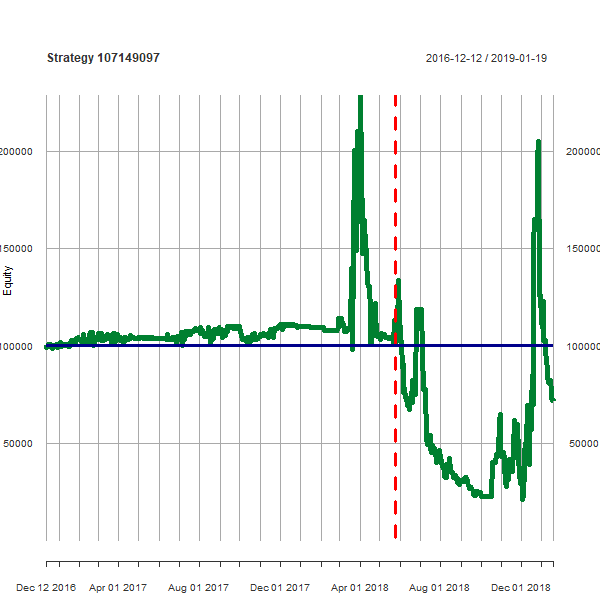 Strategy 107149097
2016-12-12 / 2019-01-19
200000 200000
150000 150000
Equity
100000 100000
50000 50000
Dec 12 2016 Apr 01 2017 Aug 01 2017 Dec 01 2017 Apr 01 2018 Aug 01 2018 Dec 01 2018